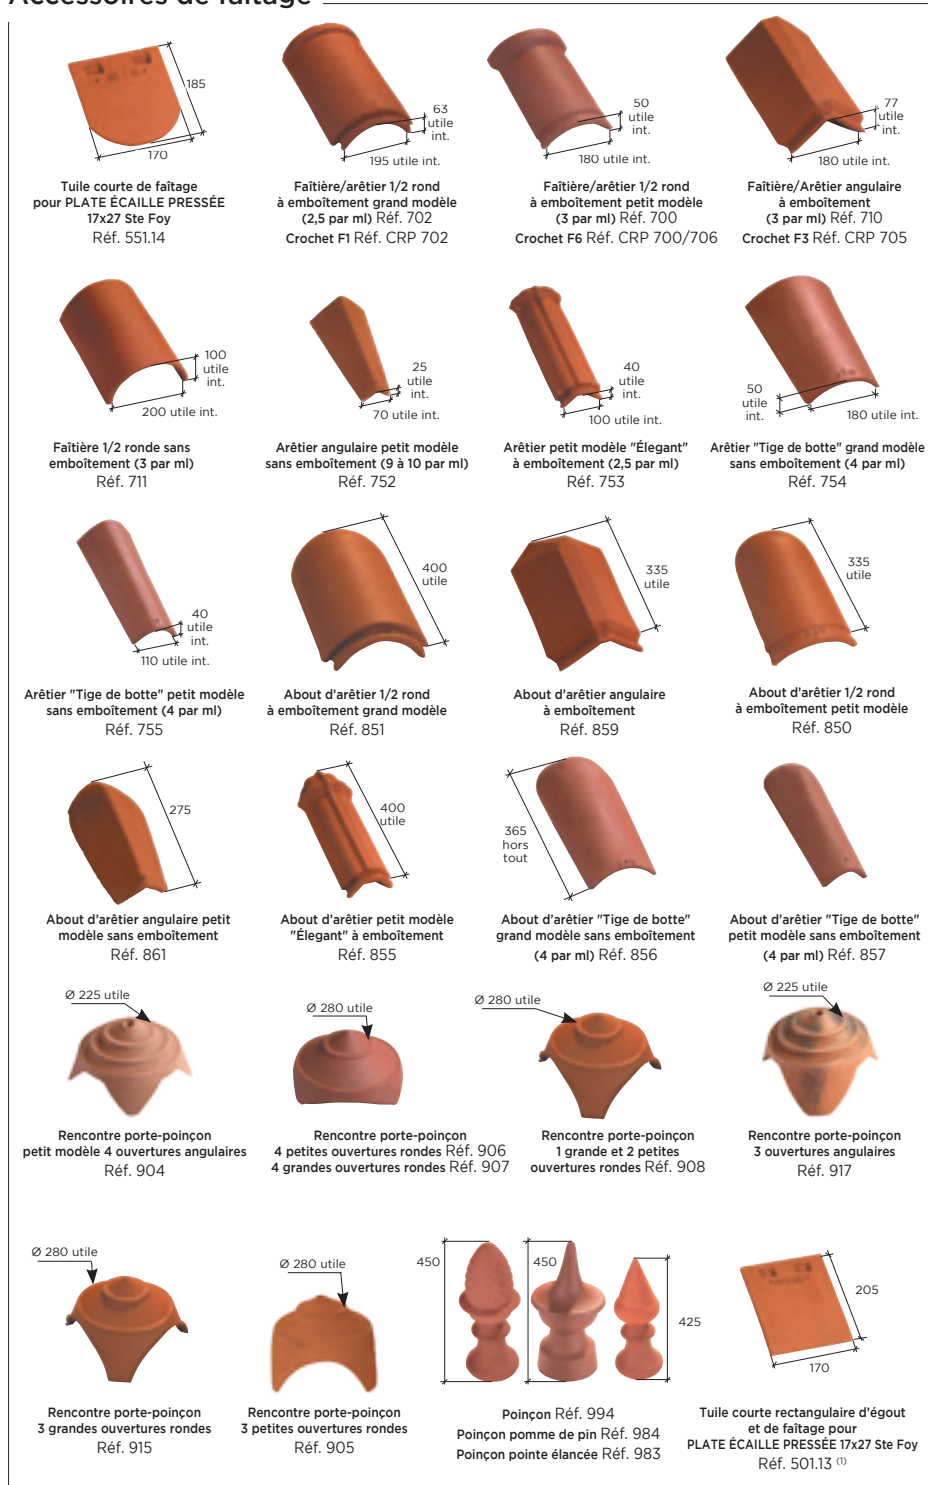 Accessoires de faîtage
185
170
Tuile courte de faîtage
pour PLATE ÉCAILLE PRESSÉE
17x27 Ste Foy
Réf. 551.14
63
utile
int.
195 utile int.
Faîtière/arêtier 1/2 rond
à emboîtement grand modèle
(2,5 par ml) Réf. 702
Crochet F1 Réf. CRP 702
50
utile
int.
180 utile int.
Faîtière/arêtier 1/2 rond
à emboîtement petit modèle
(3 par ml) Réf. 700
Crochet F6 Réf. CRP 700/706
77
utile
int.
180 utile int.
Faîtière/Arêtier angulaire
à emboîtement
(3 par ml) Réf. 710
Crochet F3 Réf. CRP 705
100
utile
int.
200 utile int.
Faîtière 1/2 ronde sans
emboîtement (3 par ml)
Réf. 711
25
utile
int.
70 utile int.
Arêtier angulaire petit modèle
sans emboîtement (9 à 10 par ml)
Réf. 752
40
utile
int.
100 utile int.
Arêtier petit modèle "Élegant"
à emboîtement (2,5 par ml)
Réf. 753
50
utile
int.
180 utile int.
Arêtier "Tige de botte" grand modèle
sans emboîtement (4 par ml)
Réf. 754
40
utile
int.
110 utile int.
Arêtier "Tige de botte" petit modèle
sans emboîtement (4 par ml)
Réf. 755
400
utile
About d'arêtier 1/2 rond
à emboîtement grand modèle
Réf. 851
335
utile
About d'arêtier angulaire
à emboîtement
Réf. 859
335
utile
About d'arêtier 1/2 rond
à emboîtement petit modèle
Réf. 850
275
About d'arêtier angulaire petit
modèle sans emboîtement
Réf. 861
400
utile
About d'arêtier petit modèle
"Élegant" à emboîtement
Réf. 855
365
hors
tout
About d'arêtier "Tige de botte"
grand modèle sans emboîtement
(4 par ml) Réf. 856
About d'arêtier "Tige de botte"
petit modèle sans emboîtement
(4 par ml) Réf. 857
Ø 225 utile
Rencontre porte-poinçon
petit modèle 4 ouvertures angulaires
Réf. 904
Ø 280 utile
Rencontre porte-poinçon
4 petites ouvertures rondes Réf. 906
4 grandes ouvertures rondes Réf. 907
Ø 280 utile
Rencontre porte-poinçon
1 grande et 2 petites
ouvertures rondes Réf. 908
Ø 225 utile
Rencontre porte-poinçon
3 ouvertures angulaires
Réf. 917
Ø 280 utile
Rencontre porte-poinçon
3 grandes ouvertures rondes
Réf. 915
Ø 280 utile
Rencontre porte-poinçon
3 petites ouvertures rondes
Réf. 905
450
450
425
Poinçon Réf. 994
Poinçon pomme de pin Réf. 984
Poinçon pointe élancée Réf. 983
205
170
Tuile courte rectangulaire d'égout
et de faîtage pour
PLATE ÉCAILLE PRESSÉE 17x27 Ste Foy
Réf. 501.13 (1)